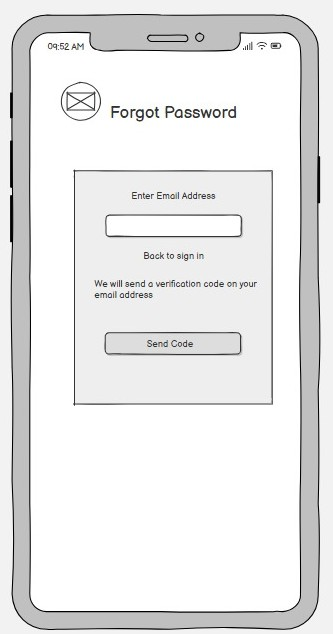 09:52 AM
Forgot Password
Enter Email Address
Back to sign in
We will send a verification code on your
email address
Send Code